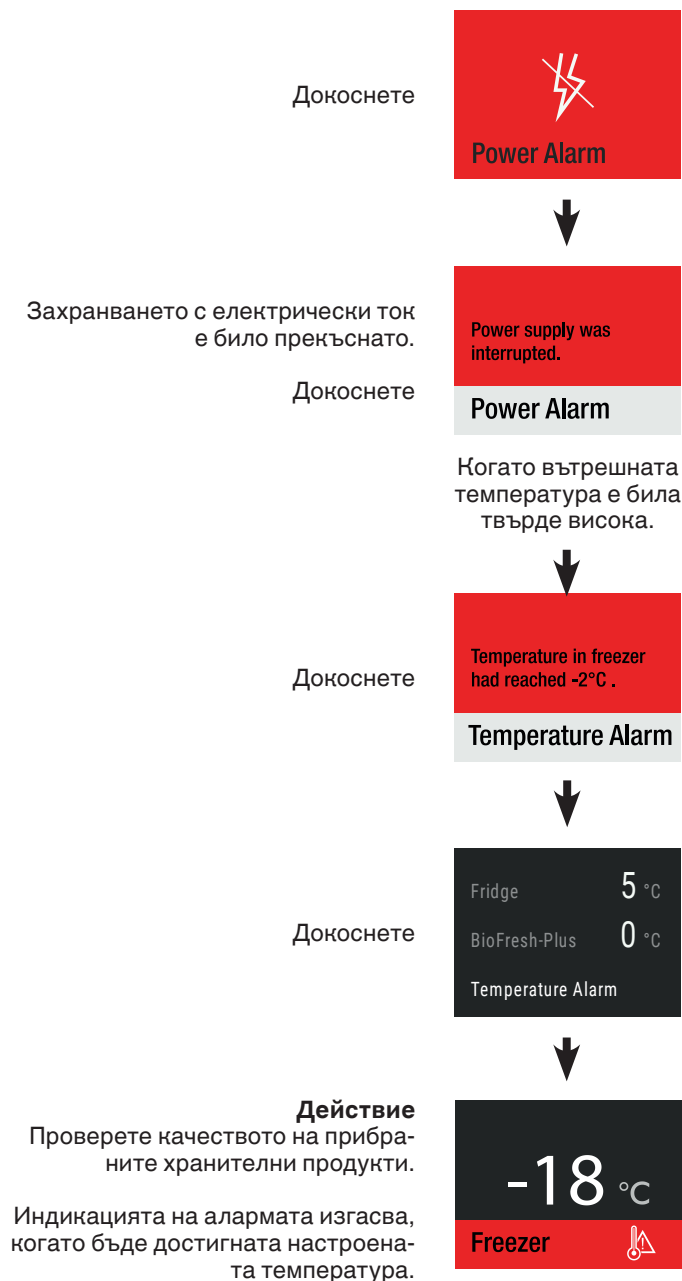 Докоснете
Power Alarm
Захранването с електрически ток
е било прекъснато.
Докоснете
Power supply was
interrupted.
Power Alarm
Когато вътрешната
температура е била
твърде висока.
Докоснете
Temperature in freezer
had reached -2°C .
Temperature Alarm
Докоснете
Fridge 5 °C
BioFresh-Plus 0 °C
Temperature Alarm
Действие
Проверете качеството на прибра-
ните хранителни продукти.
Индикацията на алармата изгасва,
когато бъде достигната настроена-
та температура.
-18 °C
Freezer